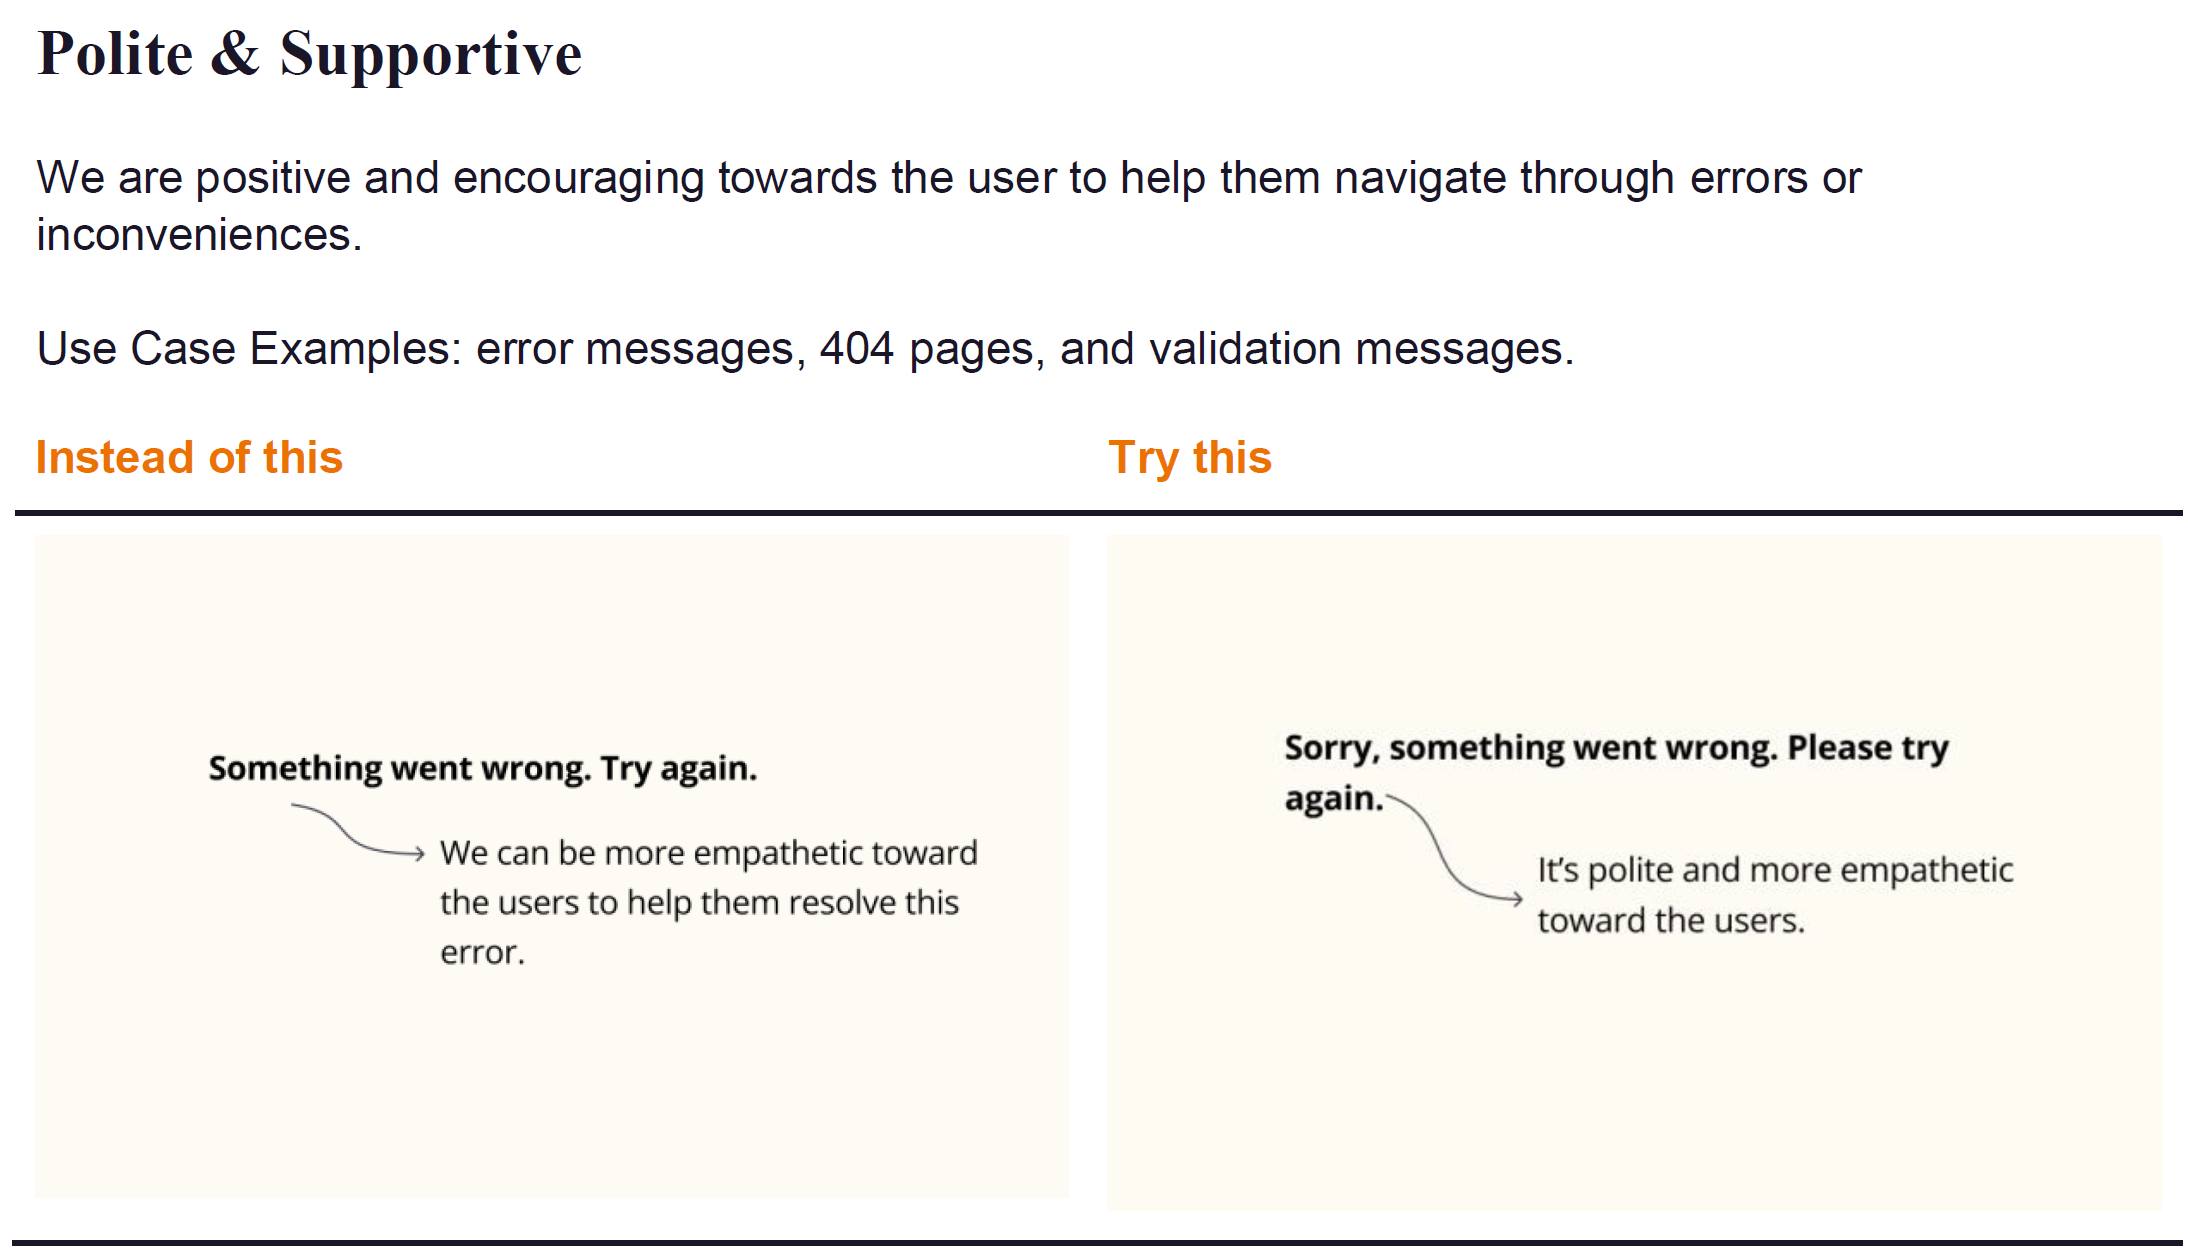 Polite & Supportive
We are positive and encouraging towards the user to help them navigate through errors or
inconveniences.
Use Case Examples: error messages, 404 pages, and validation messages.
Instead of this
Try this
Something went wrong. Try again.
We can be more empathetic toward
the users to help them resolve this
error.
Sorry, something went wrong. Please try
again.
It’s polite and more empathetic
toward the users.